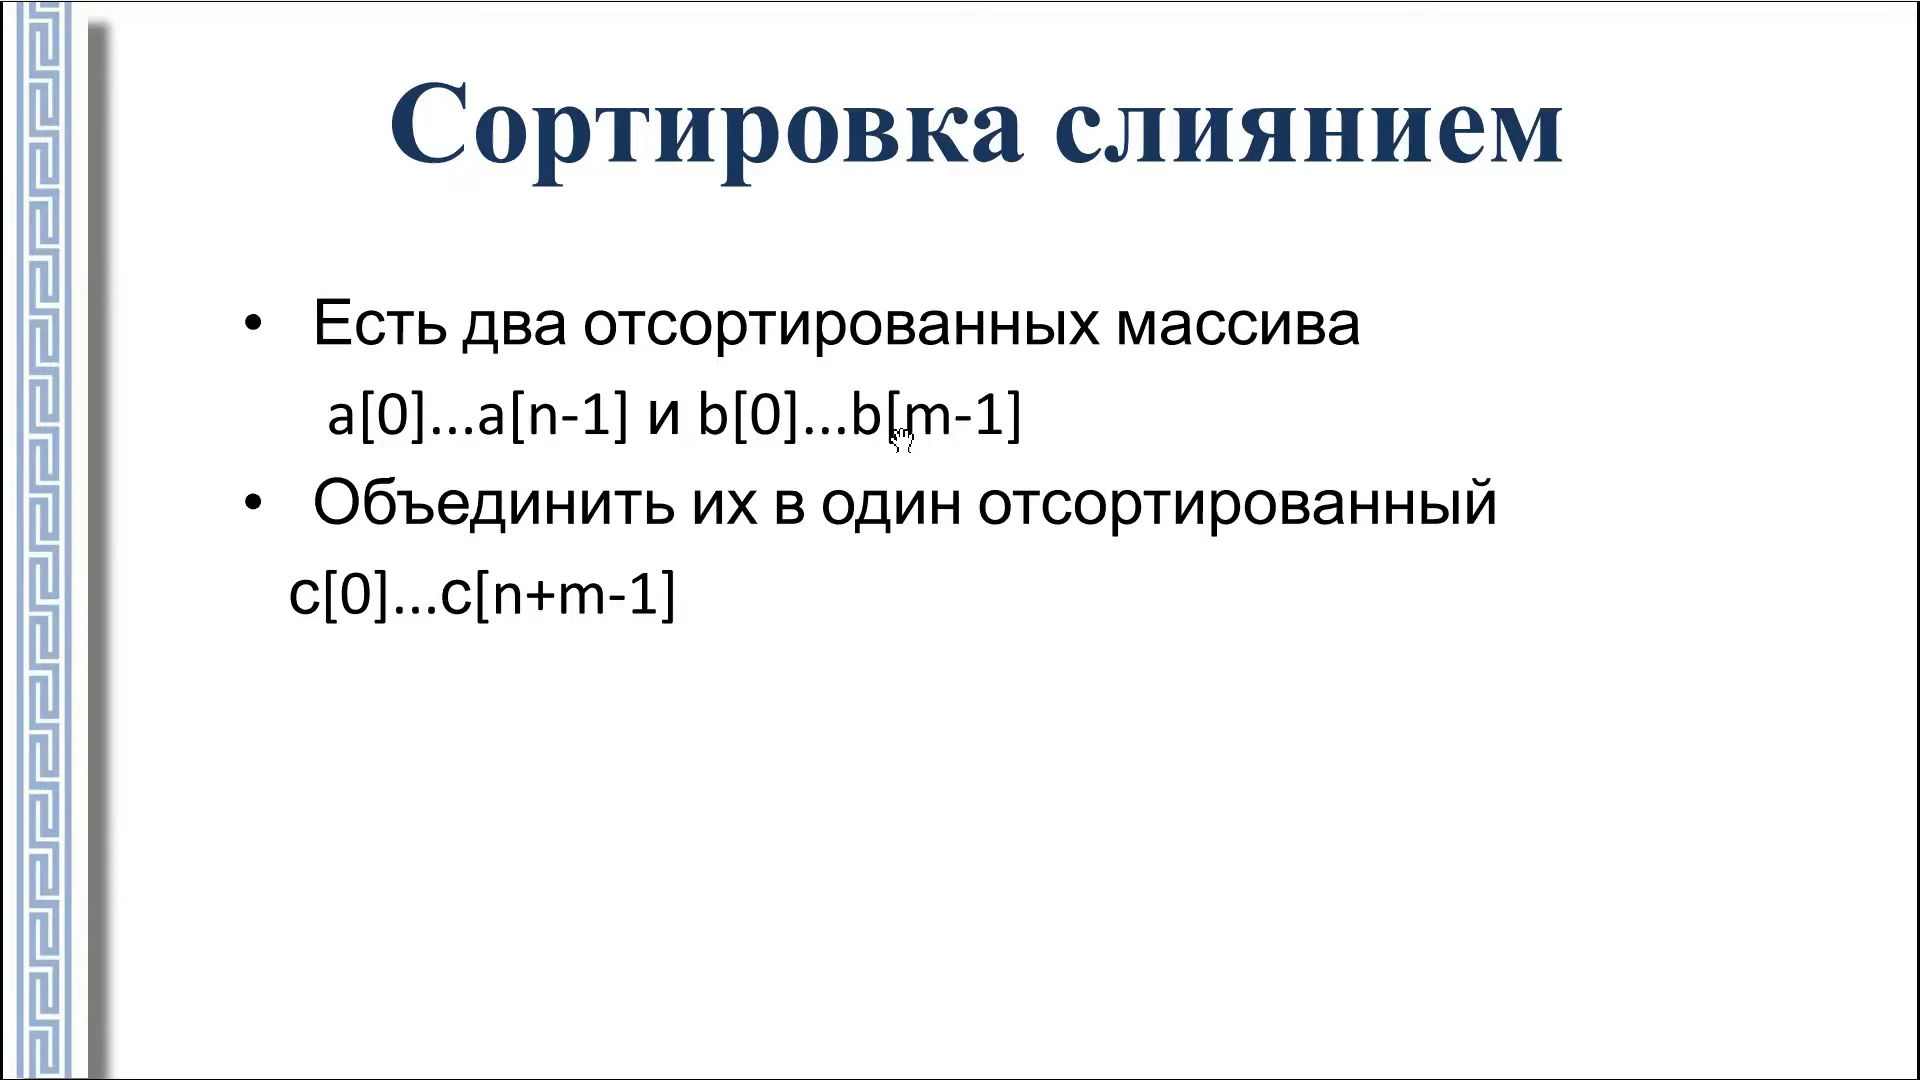 Сортировка слиянием
• Есть два отсортированных массива
a[0]...a[n-1] и b[0]...b[m-1]
• Объединить их в один отсортированный
c[0]...c[n+m-1]